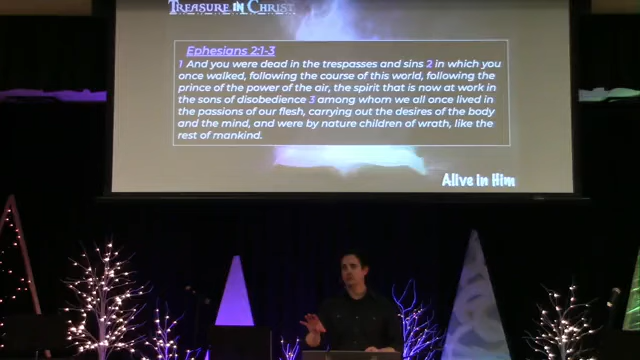 TREASURE IN CHRIST
Ephesians 2:1-3
1 And you were dead in the trespasses and sins 2 in which you
once walked, following the course of this world, following the
prince of the power of the air, the spirit that is now at work in
the sons of disobedience 3 among whom we all once lived in
the passions of our flesh, carrying out the desires of the body
and the mind, and were by nature children of wrath, like the
rest of mankind.
Alive In Him